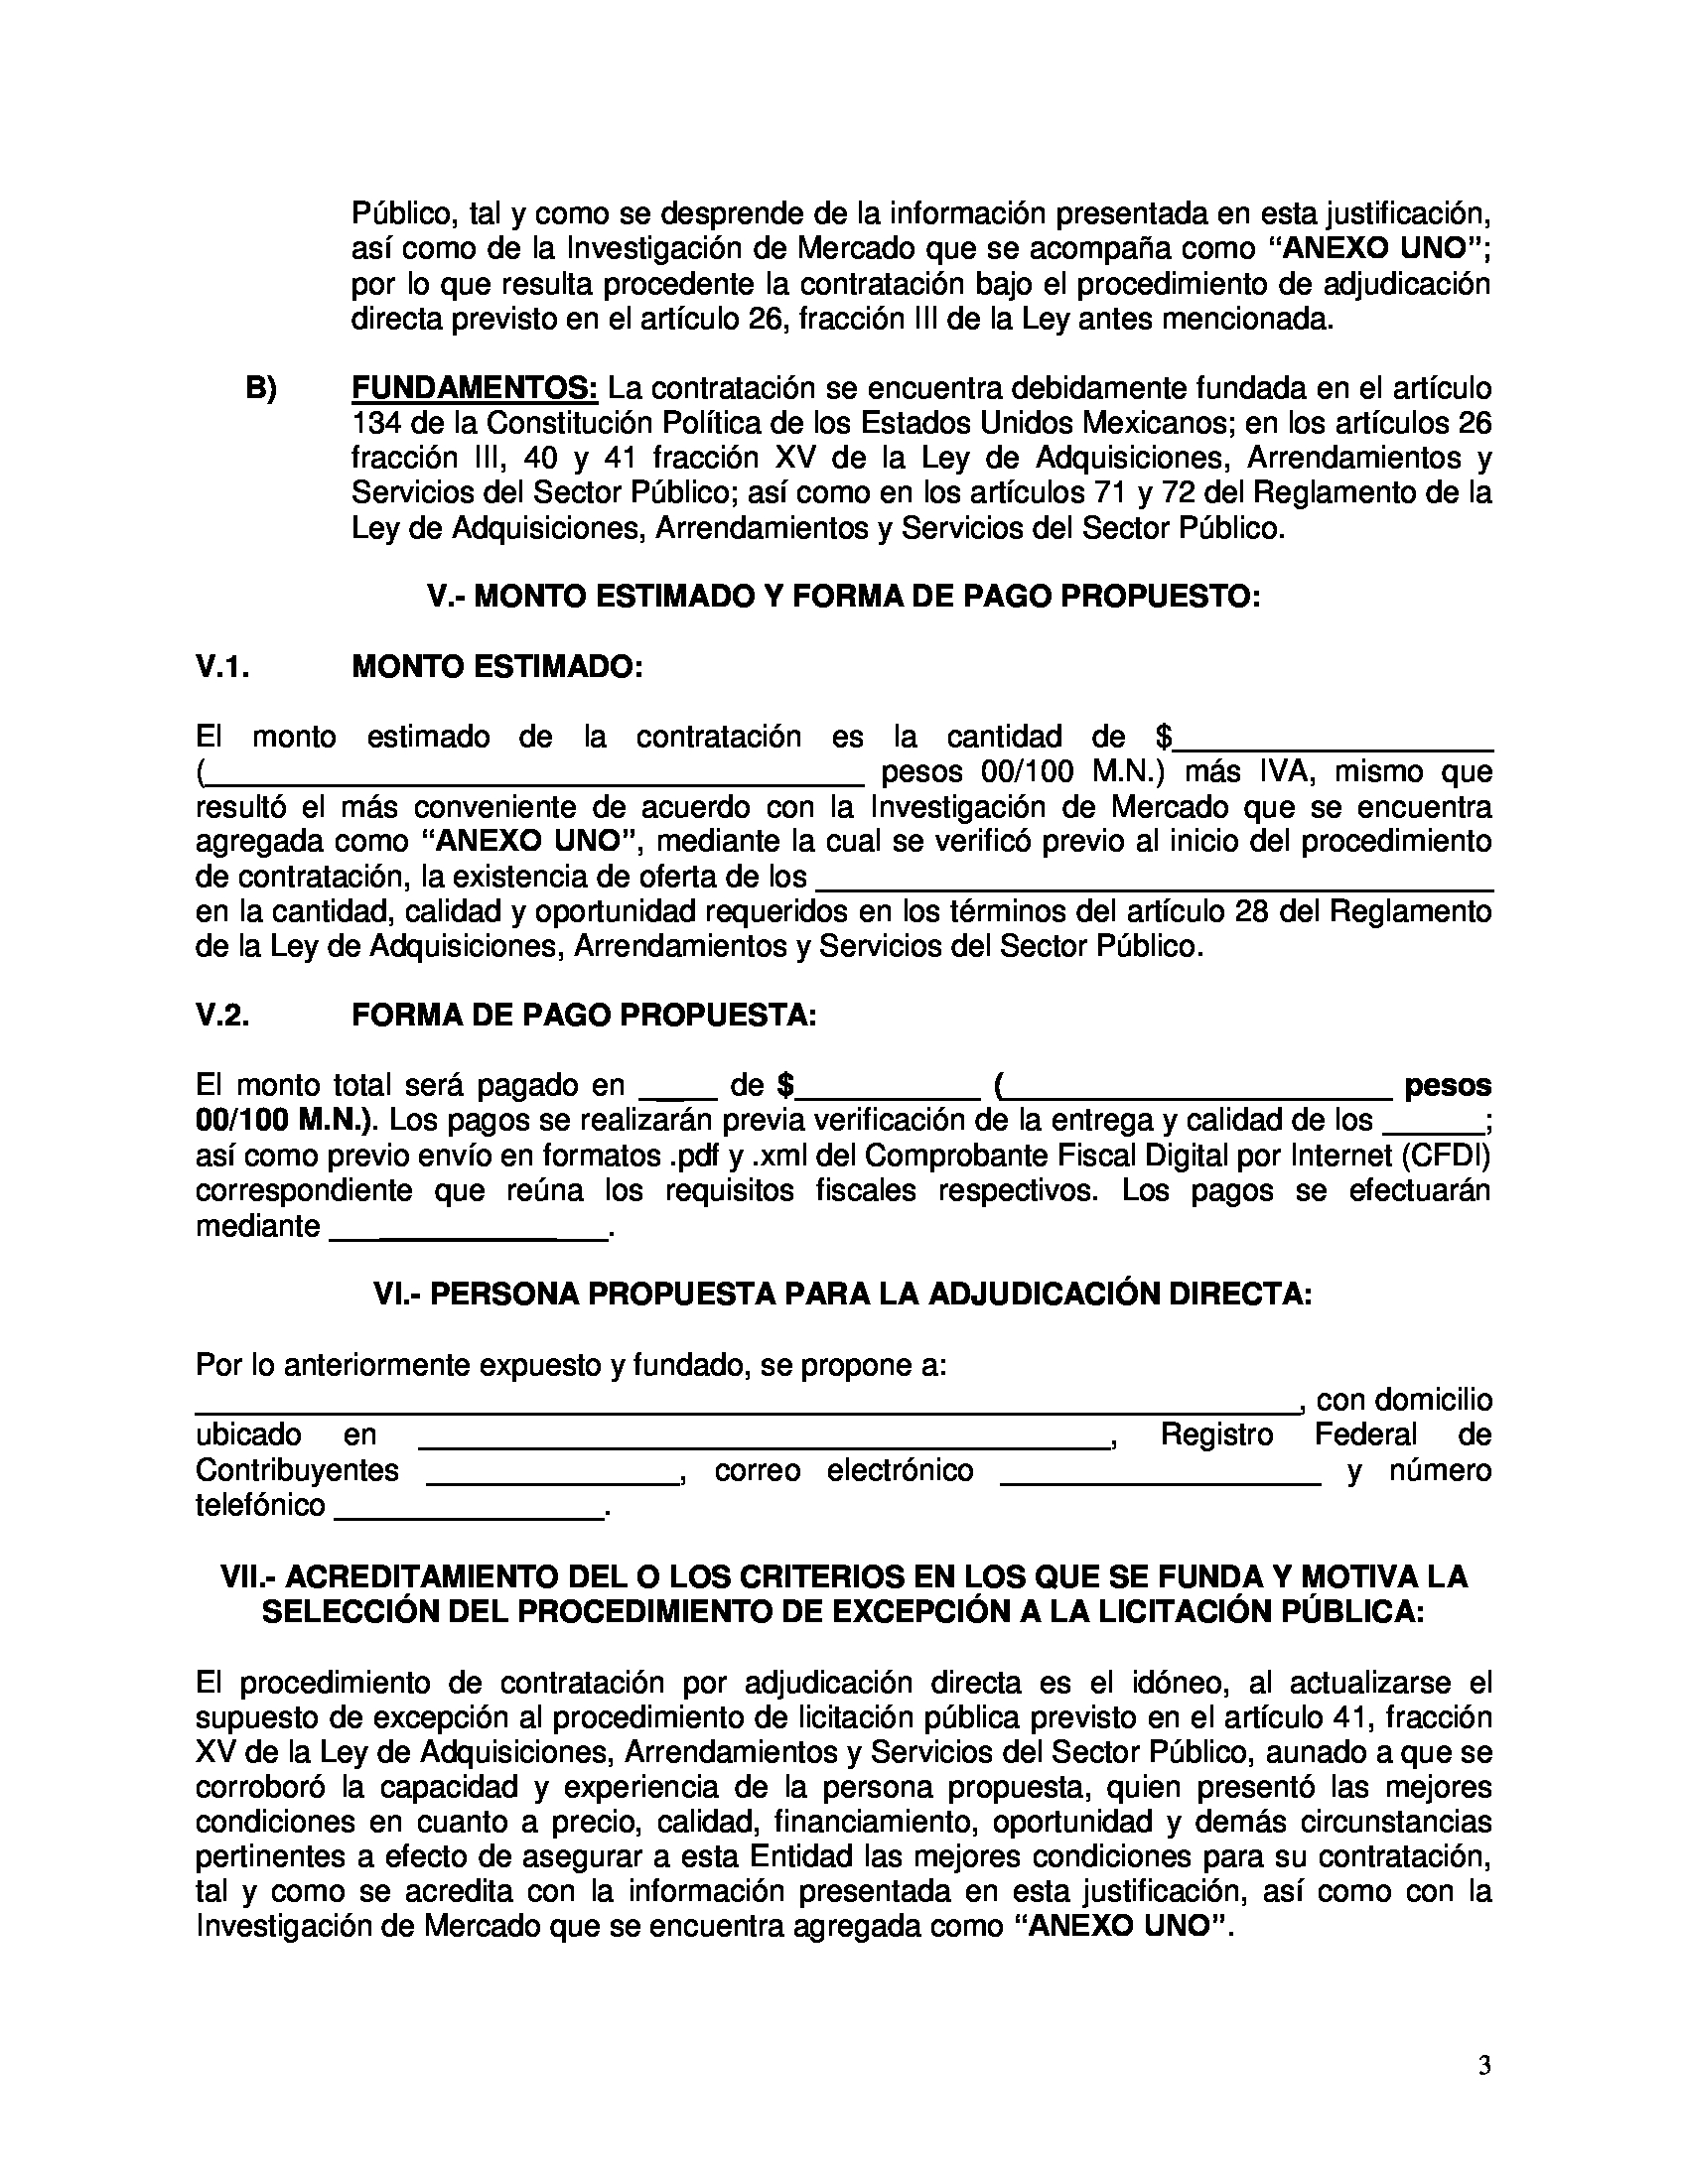 Público, tal y como se desprende de la información presentada en esta justificación,
así como de la Investigación de Mercado que se acompaña como “ANEXO UNO”;
por lo que resulta procedente la contratación bajo el procedimiento de adjudicación
directa previsto en el artículo 26, fracción III de la Ley antes mencionada.
B) FUNDAMENTOS: La contratación se encuentra debidamente fundada en el artículo
134 de la Constitución Política de los Estados Unidos Mexicanos; en los artículos 26
fracción III, 40 y 41 fracción XV de la Ley de Adquisiciones, Arrendamientos y
Servicios del Sector Público; así como en los artículos 71 y 72 del Reglamento de la
Ley de Adquisiciones, Arrendamientos y Servicios del Sector Público.
V.- MONTO ESTIMADO Y FORMA DE PAGO PROPUESTO:
V.1. MONTO ESTIMADO:
El monto estimado de la contratación es la cantidad de $___________________
(_______________________________________ pesos 00/100 M.N.) más IVA, mismo que
resultó el más conveniente de acuerdo con la Investigación de Mercado que se encuentra
agregada como “ANEXO UNO”, mediante la cual se verificó previo al inicio del procedimiento
de contratación, la existencia de oferta de los ________________________________________
en la cantidad, calidad y oportunidad requeridos en los términos del artículo 28 del Reglamento
de la Ley de Adquisiciones, Arrendamientos y Servicios del Sector Público.
V.2. FORMA DE PAGO PROPUESTA:
El monto total será pagado en _____ de $___________ (_______________________ pesos
00/100 M.N.). Los pagos se realizarán previa verificación de la entrega y calidad de los ______;
así como previo envío en formatos .pdf y .xml del Comprobante Fiscal Digital por Internet (CFDI)
correspondiente que reúna los requisitos fiscales respectivos. Los pagos se efectuarán
mediante _________________.
VI.- PERSONA PROPUESTA PARA LA ADJUDICACIÓN DIRECTA:
Por lo anteriormente expuesto y fundado, se propone a:
_________________________________________________________________, con domicilio
ubicado en _________________________________________, Registro Federal de
Contribuyentes _______________, correo electrónico ___________________ y número
telefónico ________________.
VII.- ACREDITAMIENTO DEL O LOS CRITERIOS EN LOS QUE SE FUNDA Y MOTIVA LA
SELECCIÓN DEL PROCEDIMIENTO DE EXCEPCIÓN A LA LICITACIÓN PÚBLICA:
El procedimiento de contratación por adjudicación directa es el idóneo, al actualizarse el
supuesto de excepción al procedimiento de licitación pública previsto en el artículo 41, fracción
XV de la Ley de Adquisiciones, Arrendamientos y Servicios del Sector Público, aunado a que se
corroboró la capacidad y experiencia de la persona propuesta, quien presentó las mejores
condiciones en cuanto a precio, calidad, financiamiento, oportunidad y demás circunstancias
pertinentes a efecto de asegurar a esta Entidad las mejores condiciones para su contratación,
tal y como se acredita con la información presentada en esta justificación, así como con la
Investigación de Mercado que se encuentra agregada como “ANEXO UNO”.
3